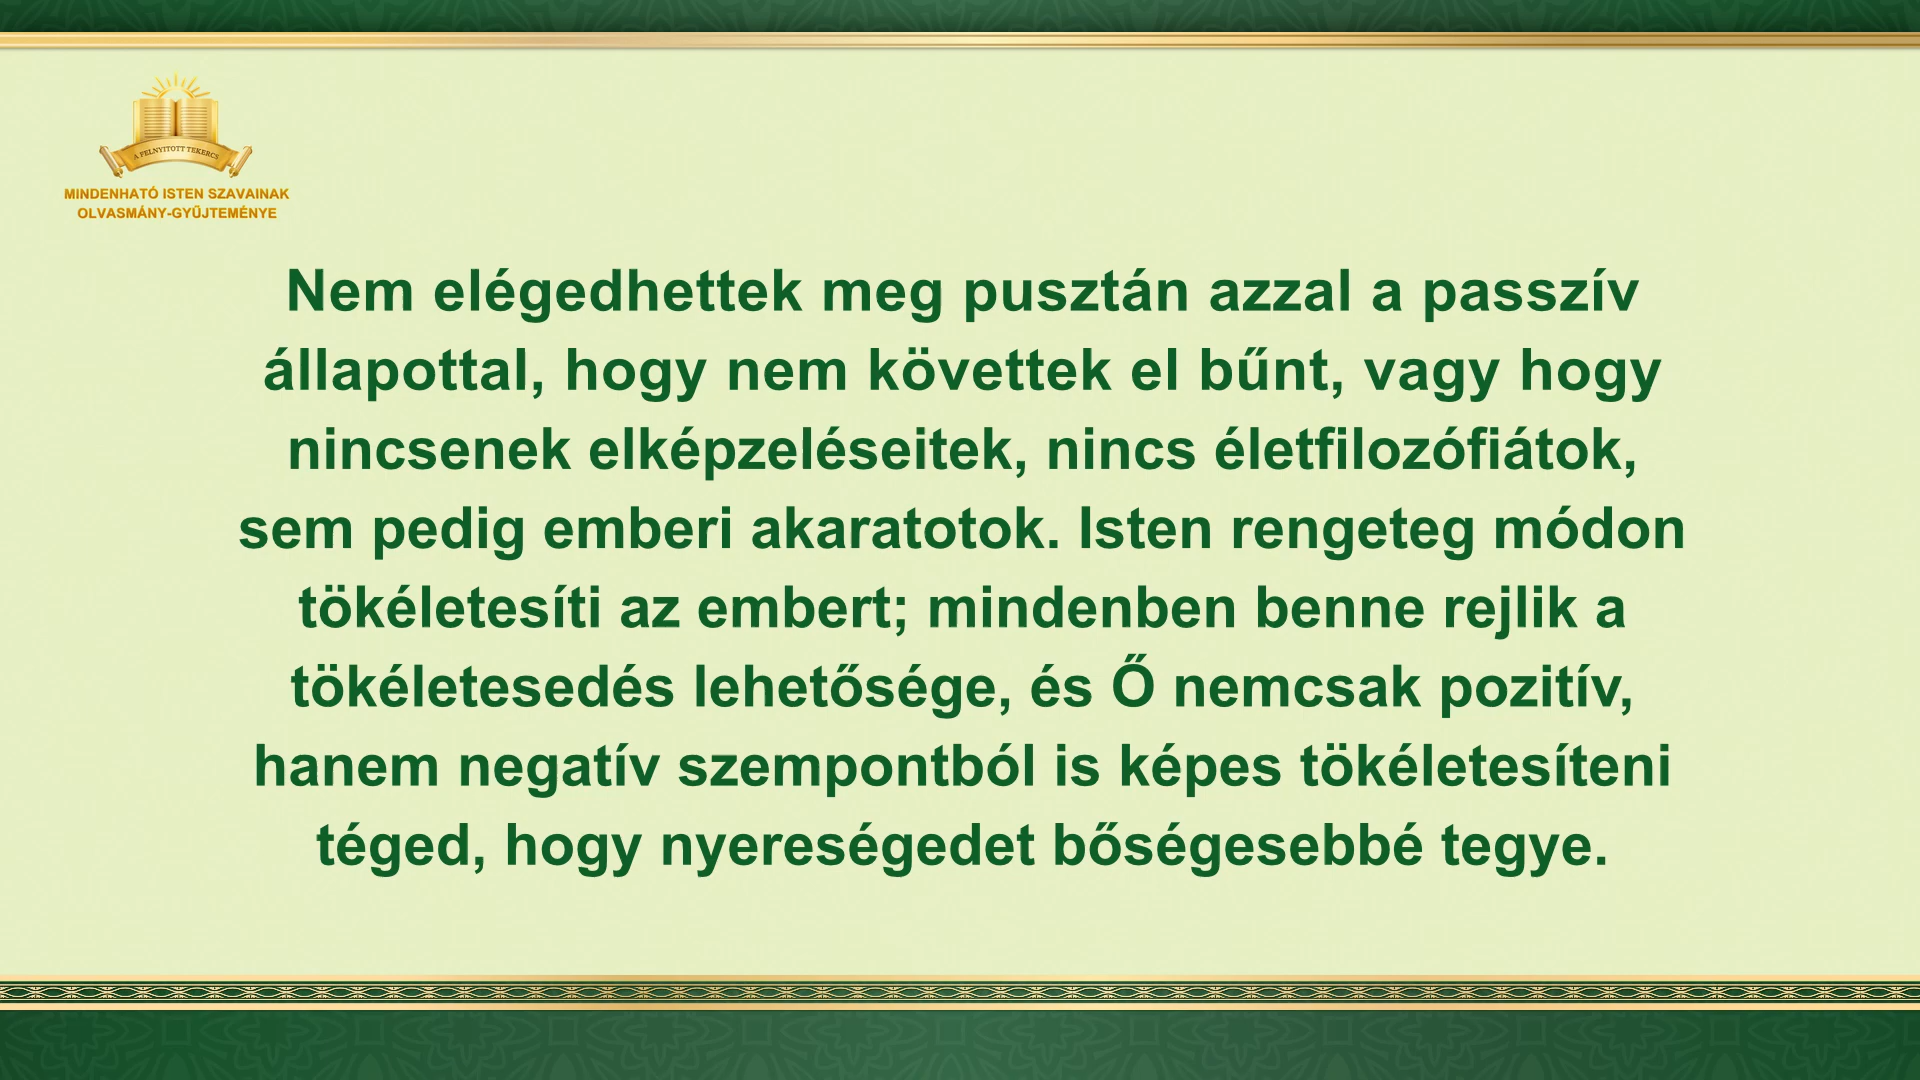 A FELNYITOTT TEKERCS
MINDENHATÓ ISTEN SZAVAINAK
OLVASMÁNY-GYŰJTEMÉNYE
Nem elégedhettek meg pusztán azzal a passzív
állapottal, hogy nem követtek el bűnt, vagy hogy
nincsenek elképzeléseitek, nincs életfilozófiátok,
sem pedig emberi akaratotok. Isten rengeteg módon
tökéletesíti az embert; mindenben benne rejlik a
tökéletesedés lehetősége, és Ő nemcsak pozitív,
hanem negatív szempontból is képes tökéletesíteni
téged, hogy nyereségedet bőségesebbé tegye.